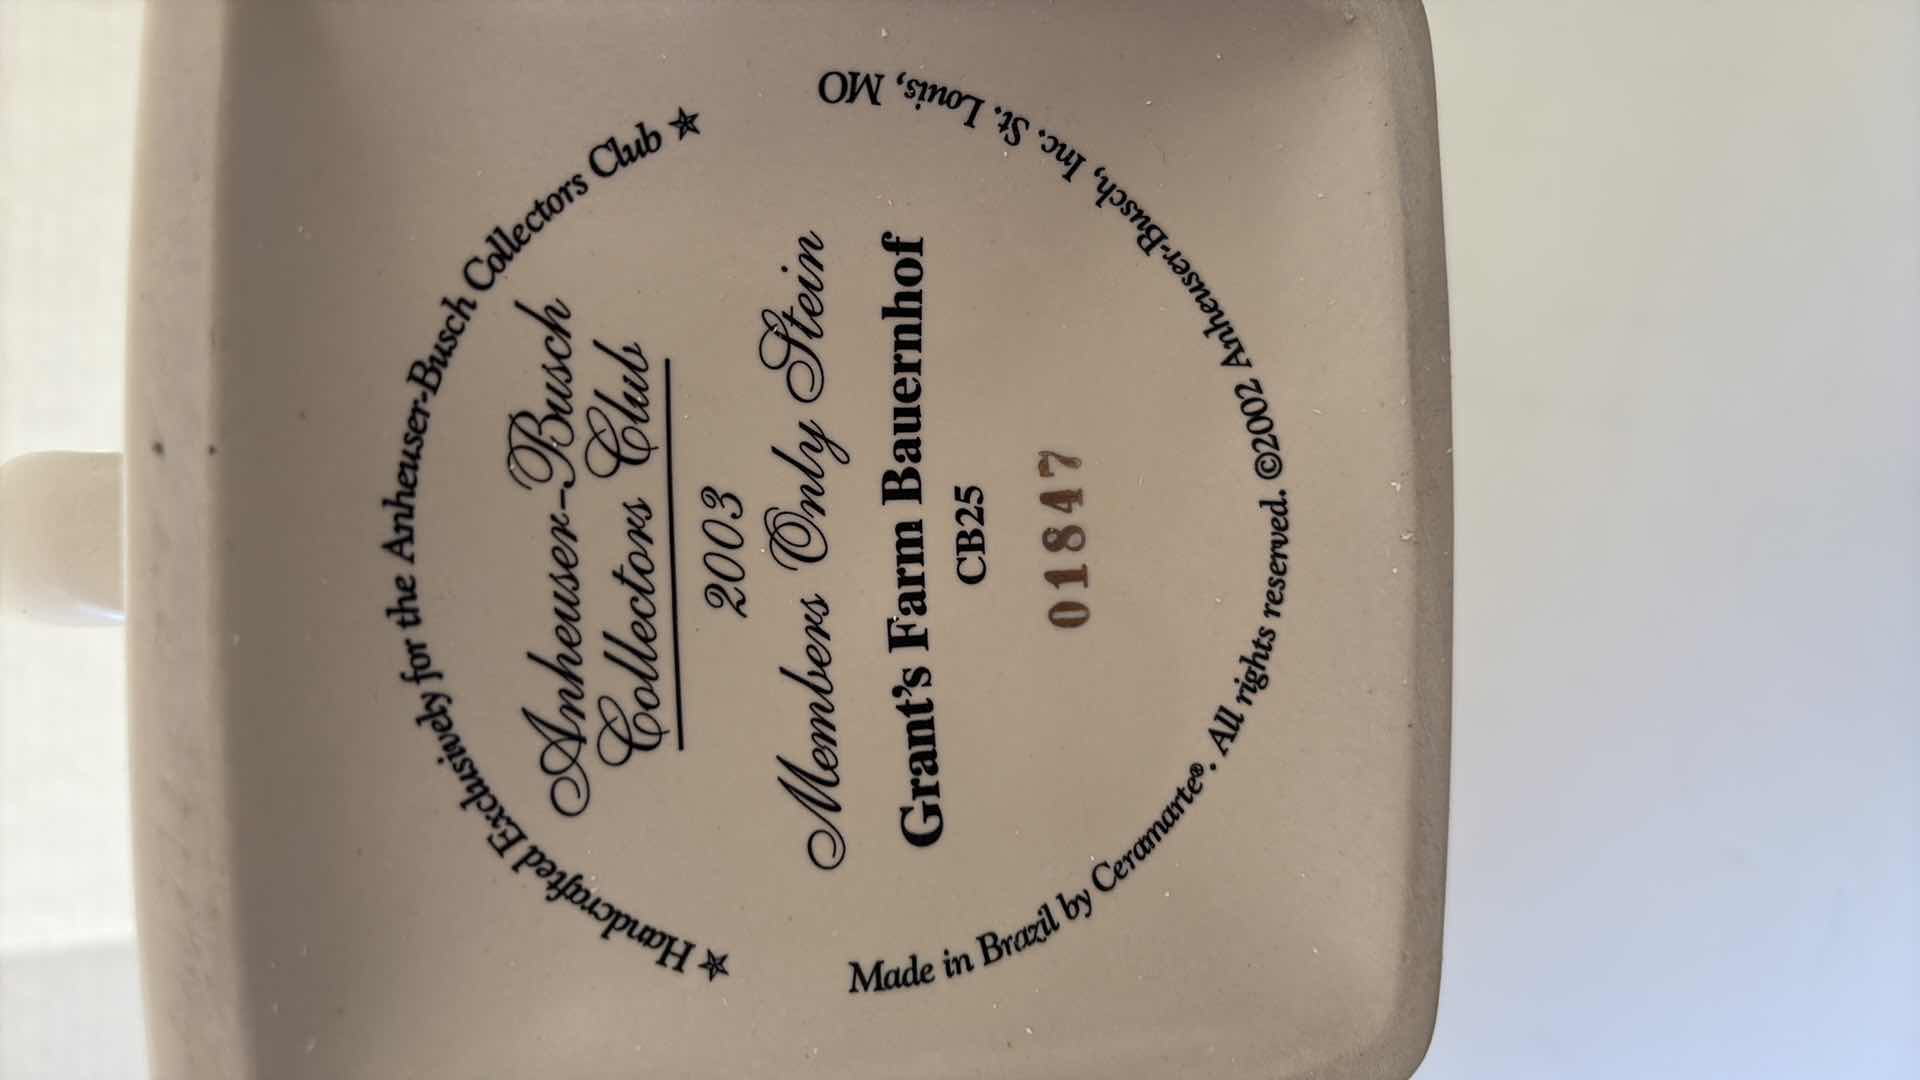 ★ Handcrafted Exclusively for the Anheuser-Busch Collectors Club ★
Anheuser-Busch
Collectors Club
2003
Members Only Stein
Grant's Farm Bauernhof
CB25
01847
Made in Brazil by Ceramarte®. All rights reserved. ©2002 Anheuser-Busch, Inc. St. Louis, MO